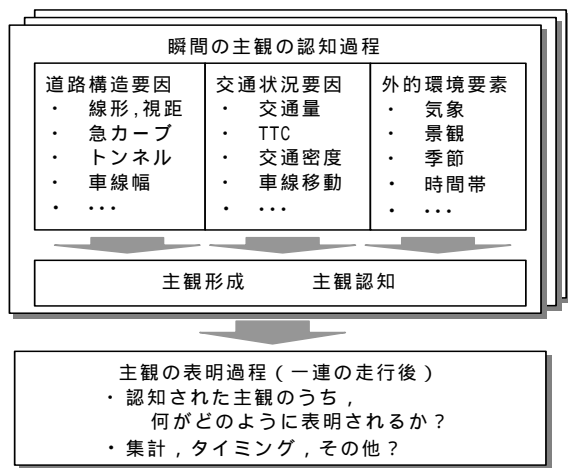 瞬間の主観の認知過程
道路構造要因
・ 線形,視距
・ 急カーブ
・ トンネル
・ 車線幅
・ ･･･
交通状況要因
・ 交通量
・ TTC
・ 交通密度
・ 車線移動
・ ･･･
外的環境要素
・ 気象
・ 景観
・ 季節
・ 時間帯
・ ･･･
主観形成 主観認知
主観の表明過程(一連の走行後)
・認知された主観のうち,
何がどのように表明されるか?
・集計,タイミング,その他?